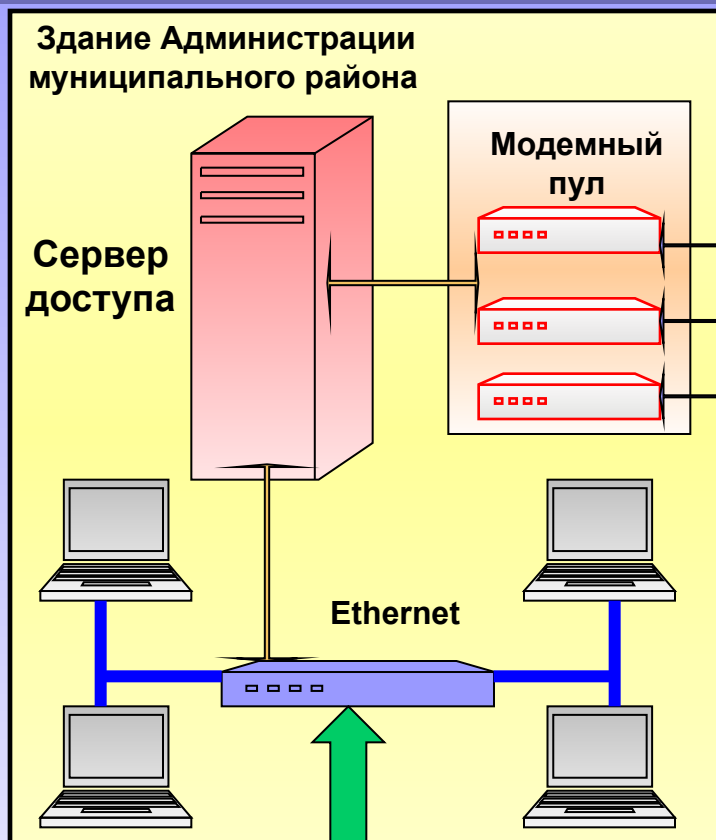 Здание Администрации
муниципального района
Модемный
пул
Сервер
доступа
Ethernet